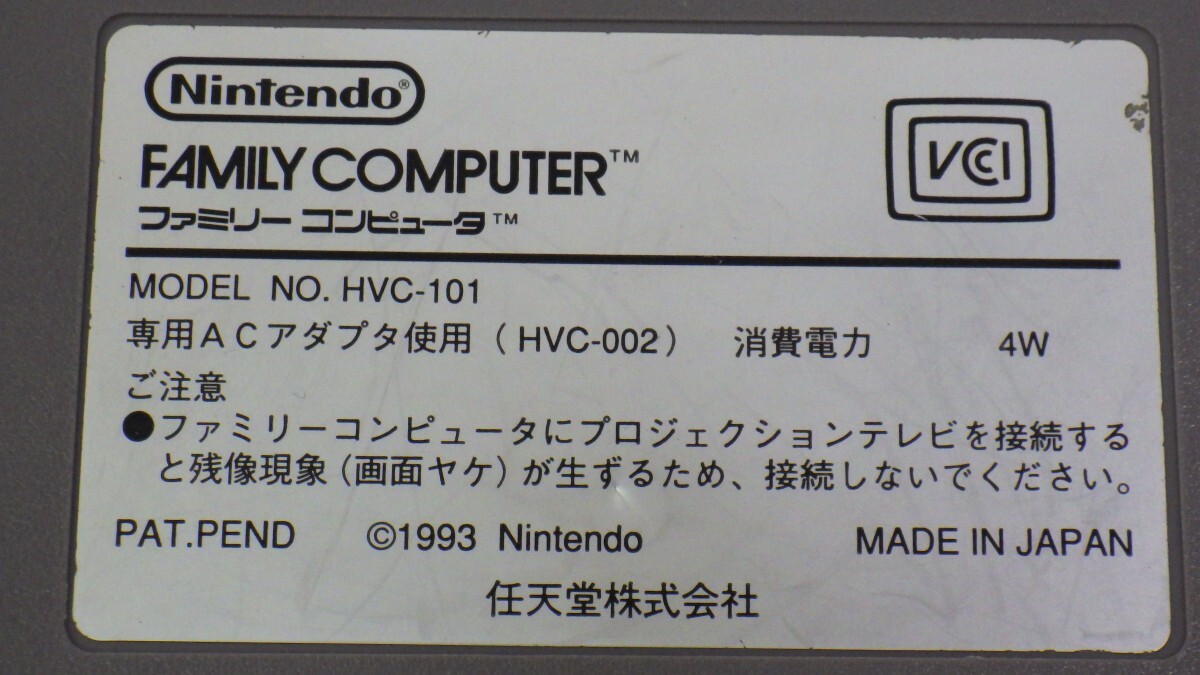 Nintendo®
VCCI
FAMILY COMPUTER™
ファミリー コンピュータ™
MODEL NO. HVC-101
専用ACアダプタ使用(HVC-002) 消費電力 4W
ご注意
●ファミリーコンピュータにプロジェクションテレビを接続する
と残像現象(画面ヤケ)が生ずるため、接続しないでください。
PAT.PEND ©1993 Nintendo MADE IN JAPAN
任天堂株式会社